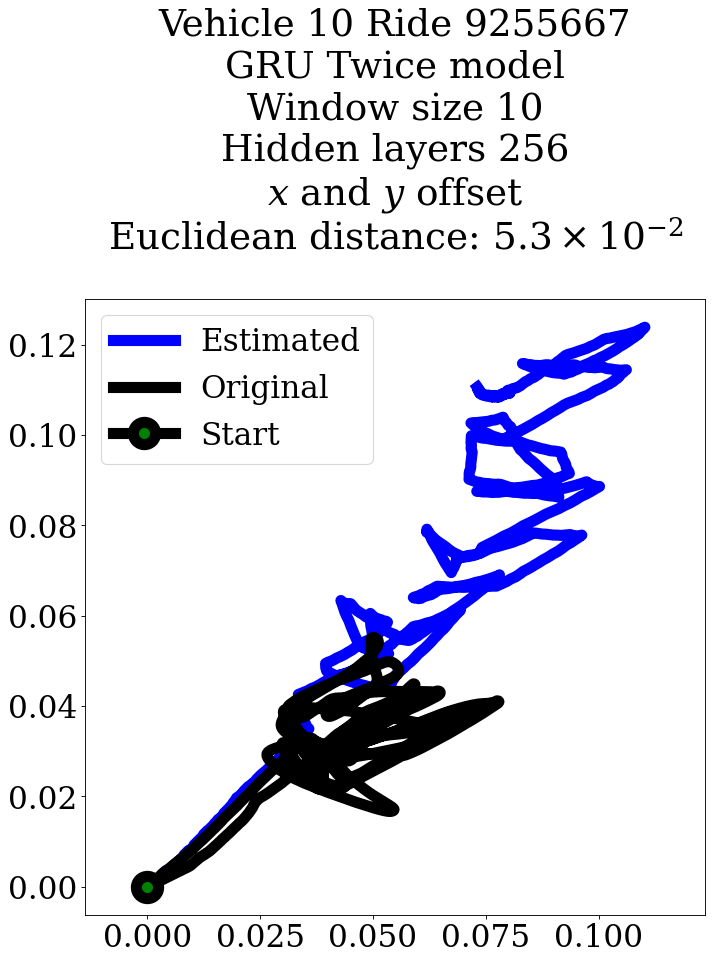 Vehicle 10 Ride 9255667
GRU Twice model
Window size 10
Hidden layers 256
x and y offset
Euclidean distance: 5.3 × 10⁻²
Estimated
Original
Start
0.12
0.10
0.08
0.06
0.04
0.02
0.00
0.000 0.025 0.050 0.075 0.100